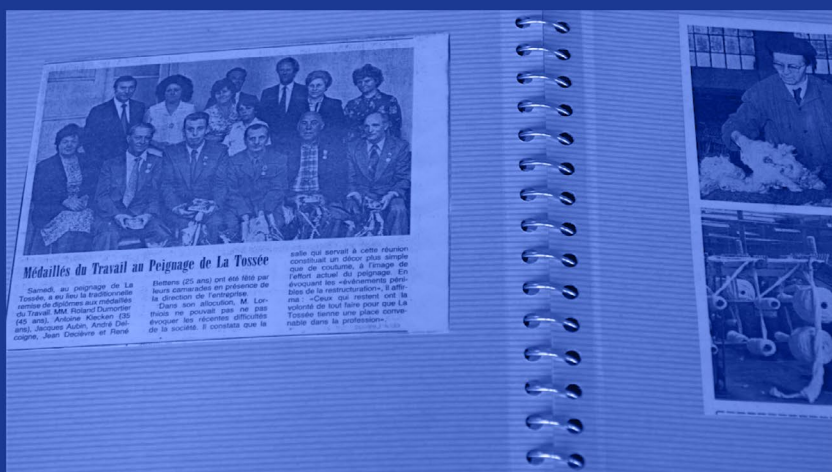 Médaillés du Travail au Peignage de La Tossée
Samedi, au peignage de La
Tossée, a eu lieu la traditionnelle
remise de diplômes aux médaillés
du Travail. MM. Roland Dumortier
(45 ans), Antoine Kleckan (35
ans), Jacques Aubin, André Del-
coigne, Jean Decièvre et René
Bettens (25 ans) ont été fêté par
leurs camarades en présence de
la direction de l'entreprise.
Dans son allocution, M. Lor-
thiois ne pouvait pas ne pas
évoquer les récentes difficultés
de la société. Il constata que la
salle qui servait à cette réunion
constituait un décor plus simple
que de coutume, à l'image de
l'effort actuel du peignage. En
évoquant les «événements péni-
bles de la restructuration», il affir-
ma : «Ceux qui restent ont la
volonté de tout faire pour que La
Tossée tienne une place conve-
nable dans la profession».